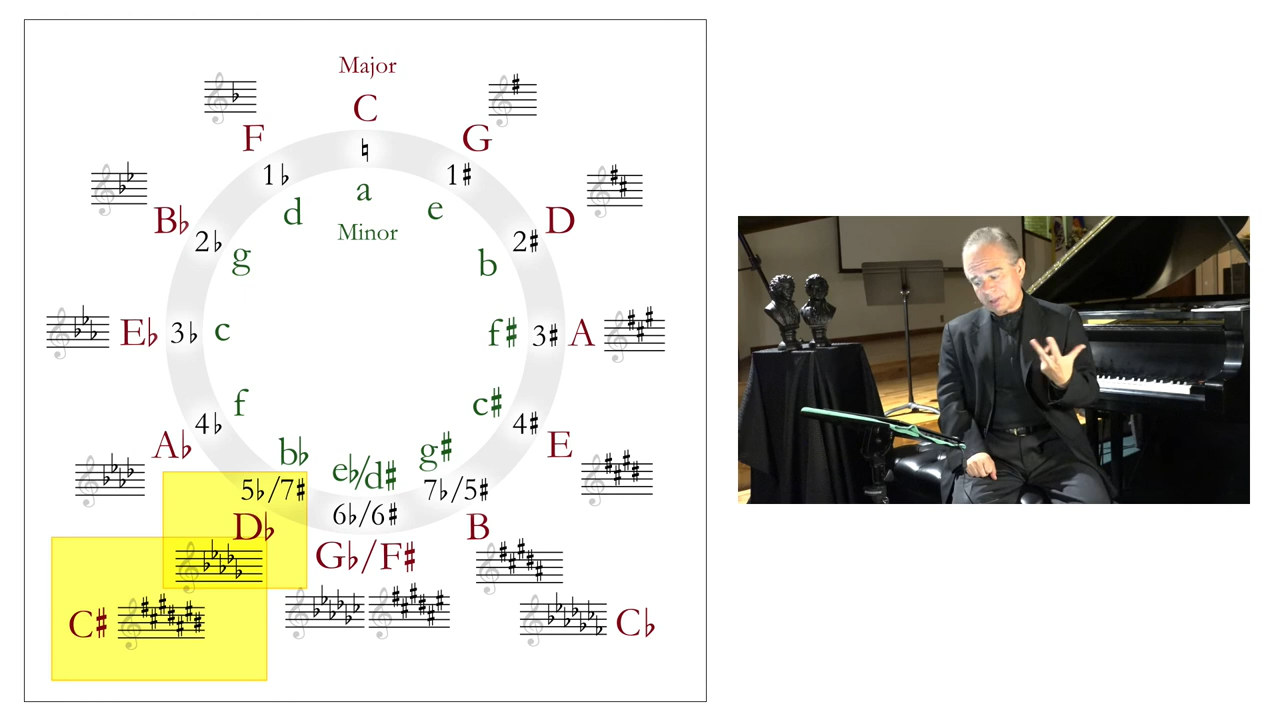 Major
C
F
G
♮
1♭
1♯
a
d
e
Minor
B♭
D
2♭
2♯
g
b
E♭
3♭
c
f♯
3♯
A
f
c♯
A♭
4♭
4♯
E
b♭
e♭/d♯
g♯
5♭/7♯
6♭/6♯
7♭/5♯
D♭
G♭/F♯
B
C♯
C♭